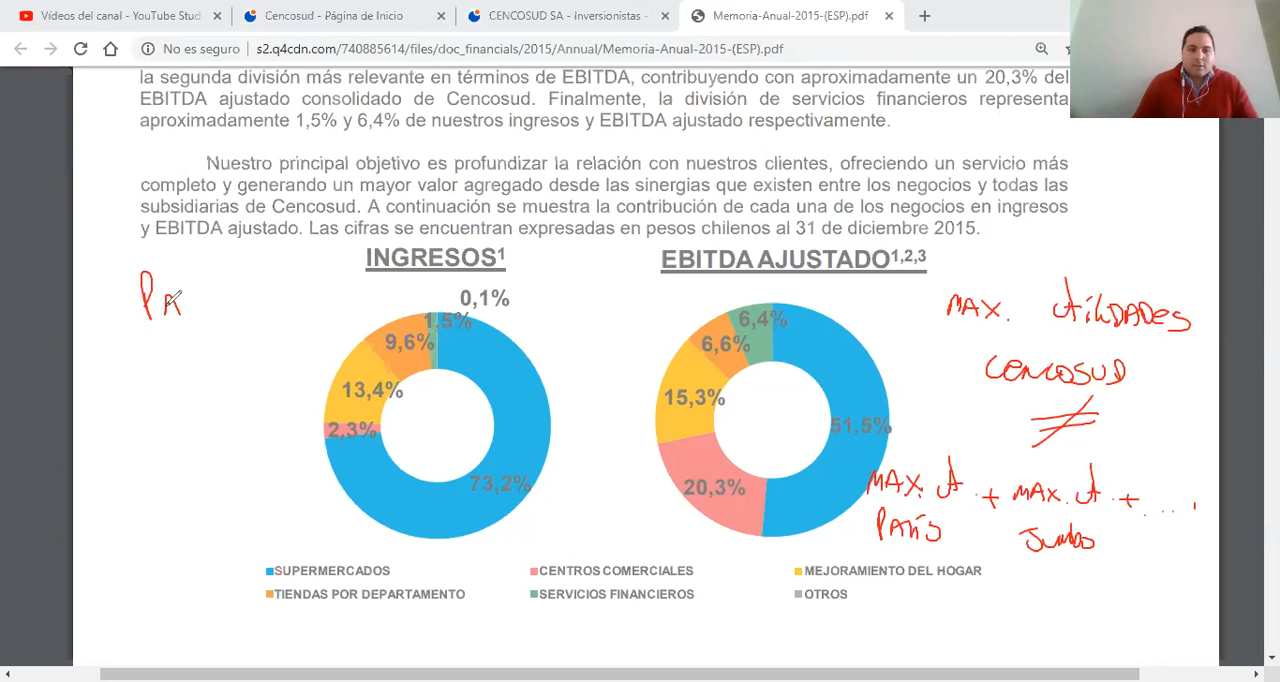 Vídeos del canal - YouTube Stud
Cencosud - Página de Inicio
CENCOSUD SA - Inversionistas -
Memoria-Anual-2015-(ESP).pdf
No es seguro
s2.q4cdn.com/740885614/files/doc_financials/2015/Annual/Memoria-Anual-2015-(ESP).pdf
la segunda división más relevante en términos de EBITDA, contribuyendo con aproximadamente un 20,3% del
EBITDA ajustado consolidado de Cencosud. Finalmente, la división de servicios financieros representa
aproximadamente 1,5% y 6,4% de nuestros ingresos y EBITDA ajustado respectivamente.
Nuestro principal objetivo es profundizar la relación con nuestros clientes, ofreciendo un servicio más
completo y generando un mayor valor agregado desde las sinergias que existen entre los negocios y todas las
subsidiarias de Cencosud. A continuación se muestra la contribución de cada una de los negocios en ingresos
y EBITDA ajustado. Las cifras se encuentran expresadas en pesos chilenos al 31 de diciembre 2015.
INGRESOS¹
0,1%
1,5%
9,6%
13,4%
2,3%
73,2%
EBITDA AJUSTADO¹,²,³
6,4%
6,6%
15,3%
51,5%
20,3%
PA
MAX. UtiliDADES
CENCOSUD
≠
MAX. U + MAX. U + ....
PARÍS Jumbo
SUPERMERCADOS
CENTROS COMERCIALES
MEJORAMIENTO DEL HOGAR
TIENDAS POR DEPARTAMENTO
SERVICIOS FINANCIEROS
OTROS